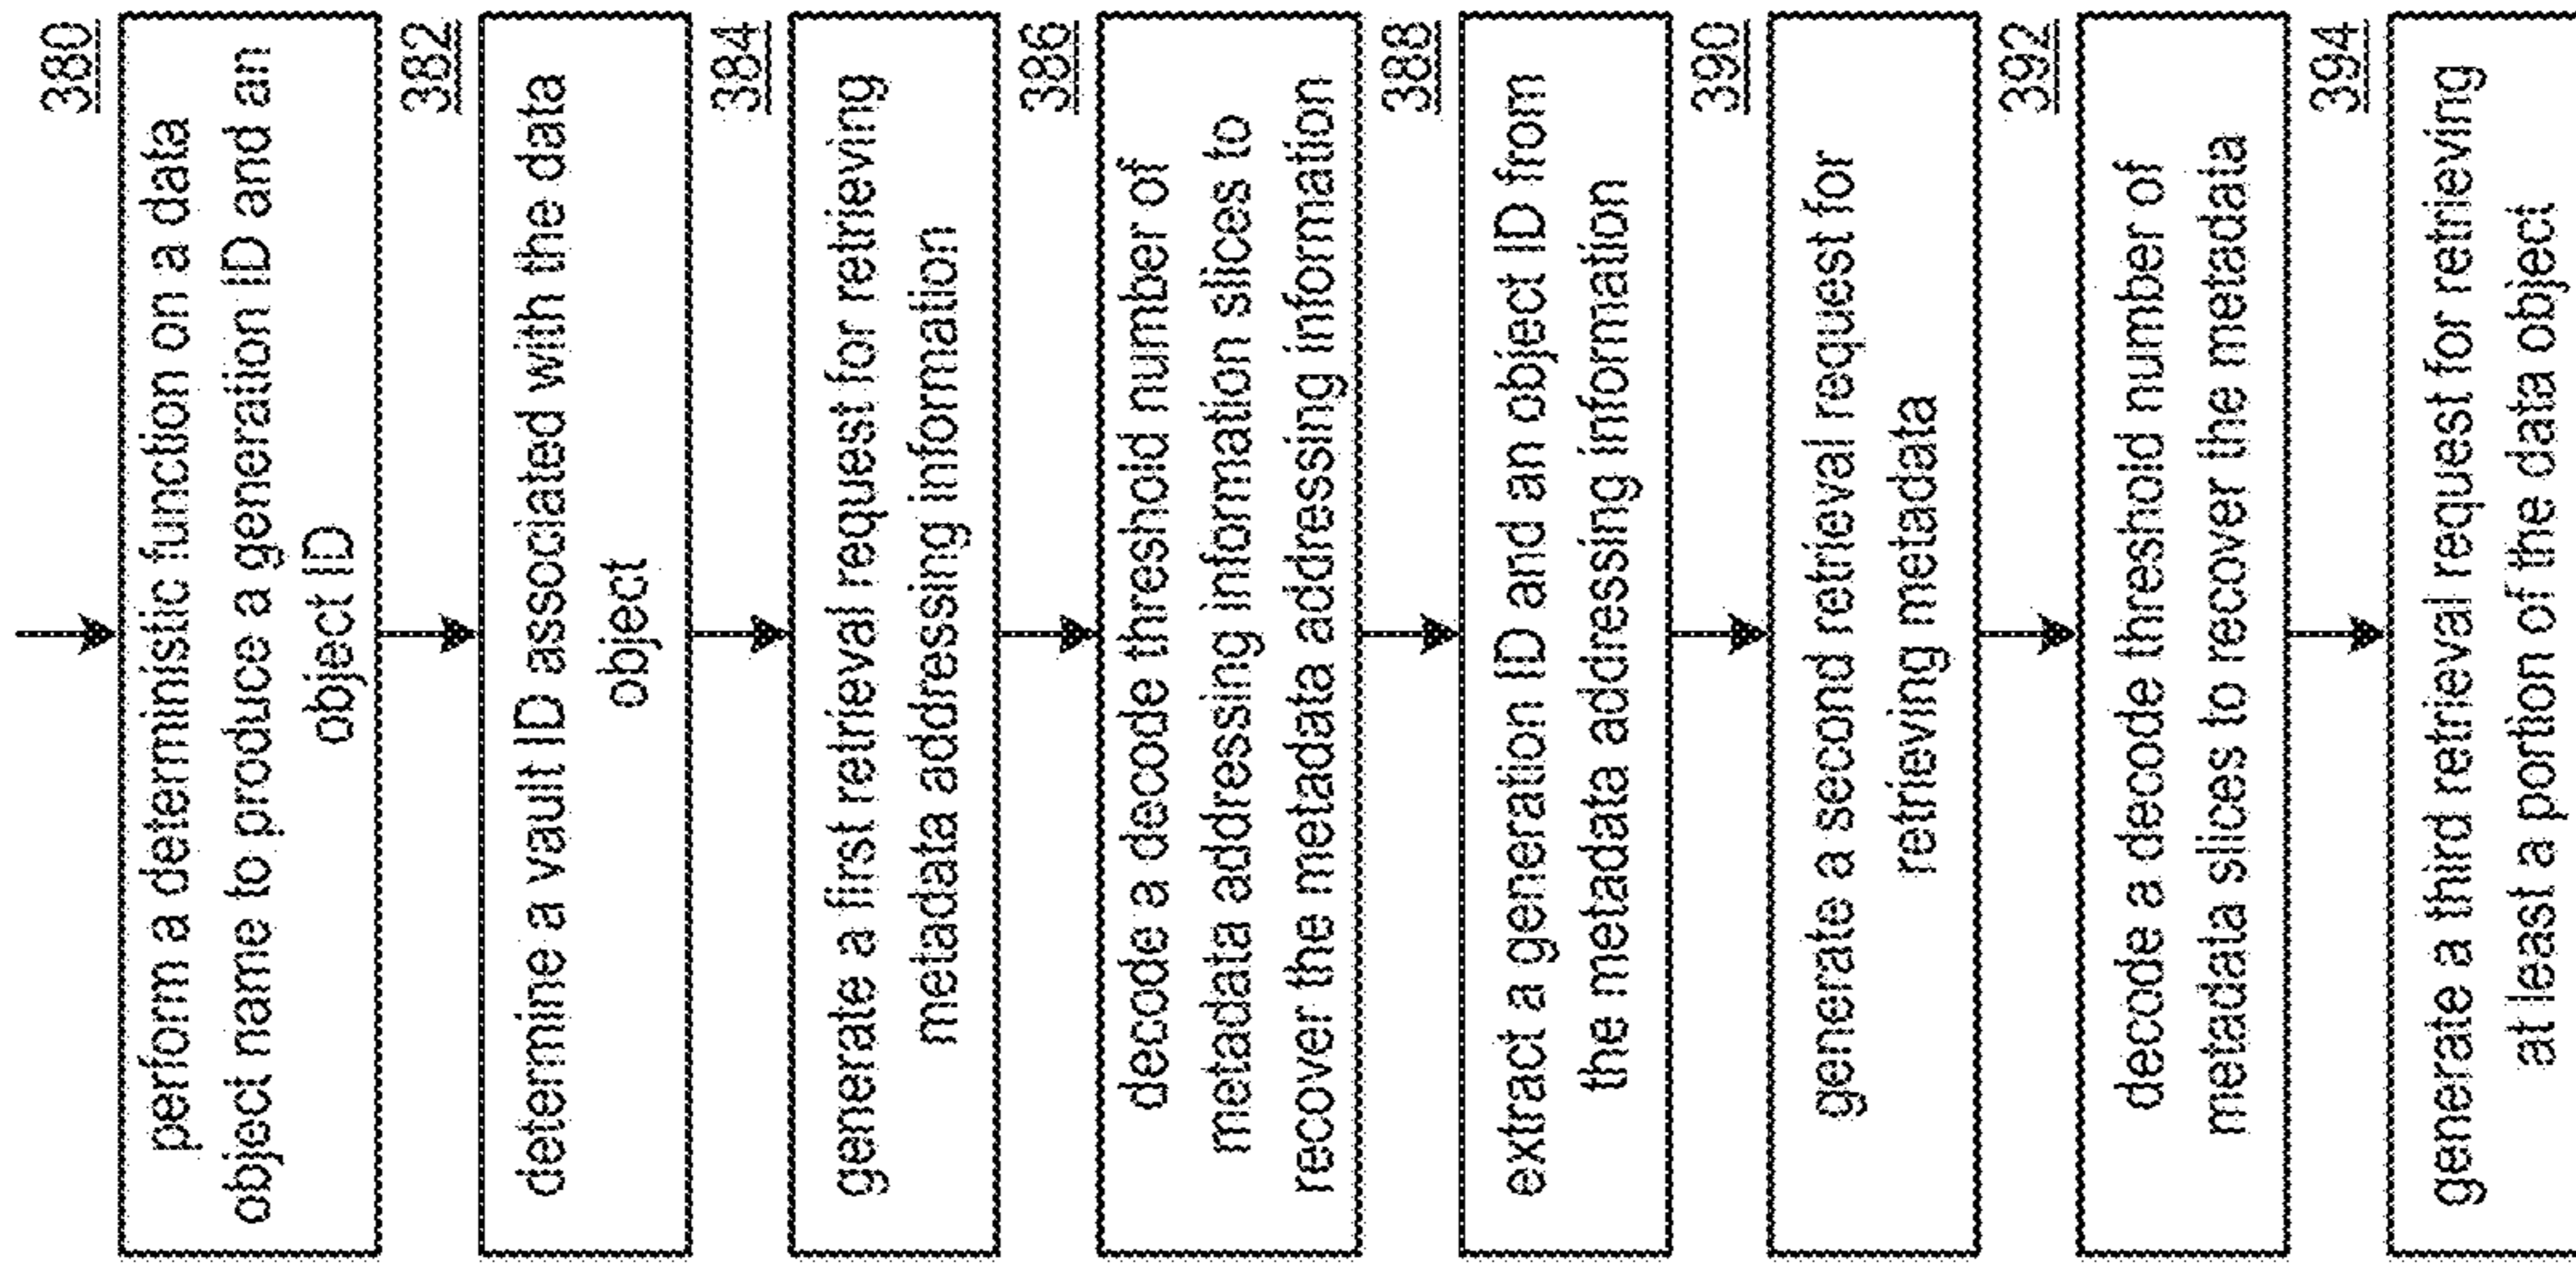 380
perform a deterministic function on a data
object name to produce a generation ID and an
object ID
382
determine a vault ID associated with the data
object
384
generate a first retrieval request for retrieving
metadata addressing information
386
decode a decode threshold number of
metadata addressing information slices to
recover the metadata addressing information
388
extract a generation ID and an object ID from
the metadata addressing information
390
generate a second retrieval request for
retrieving metadata
392
decode a decode threshold number of
metadata slices to recover the metadata
394
generate a third retrieval request for retrieving
at least a portion of the data object